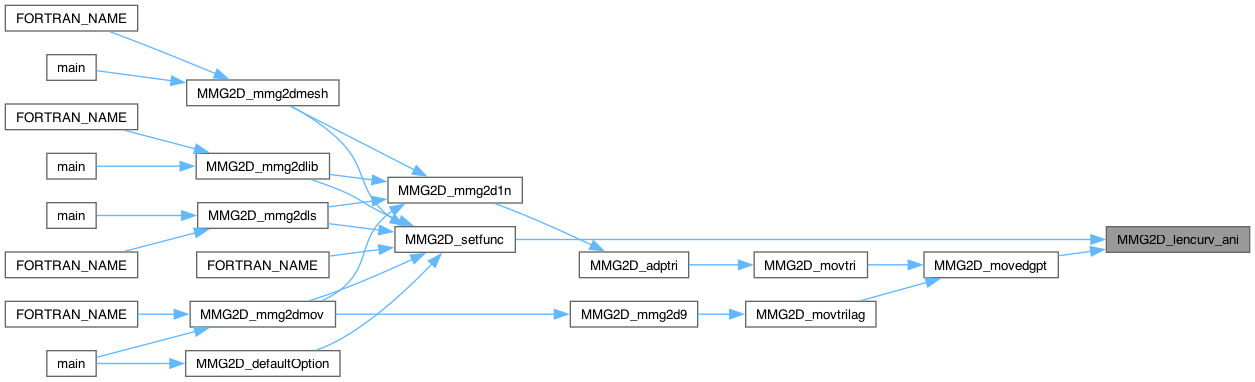 FORTRAN_NAME
main
MMG2D_mmg2dmesh
FORTRAN_NAME
main
MMG2D_mmg2dlib
MMG2D_mmg2d1n
main
MMG2D_mmg2dls
MMG2D_setfunc
MMG2D_lencurv_ani
FORTRAN_NAME
FORTRAN_NAME
MMG2D_adptri
MMG2D_movtri
MMG2D_movedgpt
FORTRAN_NAME
MMG2D_mmg2dmov
MMG2D_mmg2d9
MMG2D_movtrilag
main
MMG2D_defaultOption